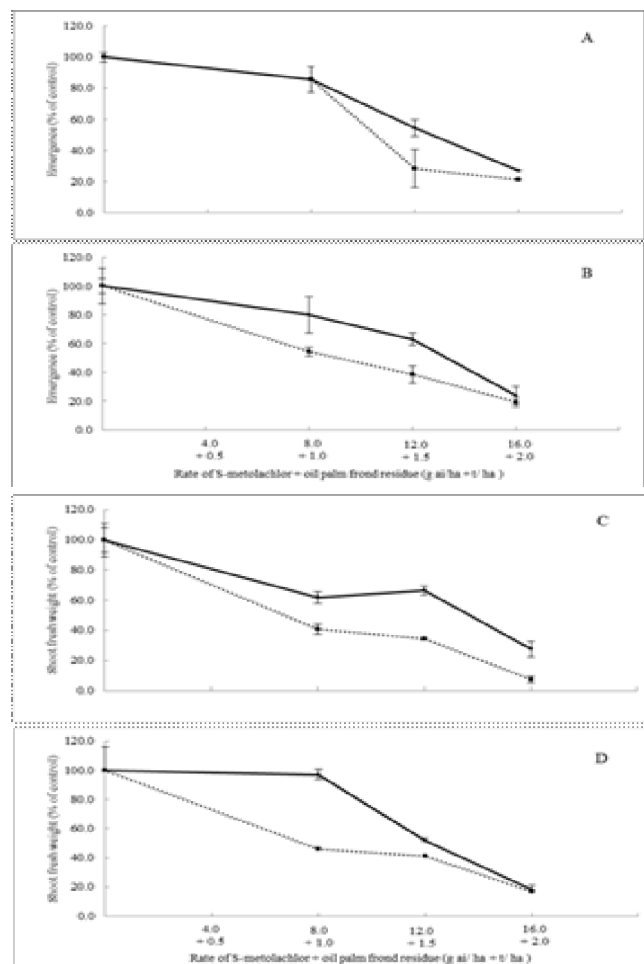 A
Emergence (% of control)
120.0
100.0
80.0
60.0
40.0
20.0
0.0
B
Emergence (% of control)
120.0
100.0
80.0
60.0
40.0
20.0
0.0
4.0 8.0 12.0 16.0
+0.5 +1.0 +1.5 +2.0
Rate of S-metolachlor + oil palm frond residue (g ai/ha + t/ ha )
C
Shoot fresh weight (% of control)
120.0
100.0
80.0
60.0
40.0
20.0
0.0
D
Shoot fresh weight (% of control)
120.0
100.0
80.0
60.0
40.0
20.0
0.0
4.0 8.0 12.0 16.0
+0.5 +1.0 +1.5 +2.0
Rate of S-metolachlor + oil palm frond residue (g ai/ ha + t/ ha )